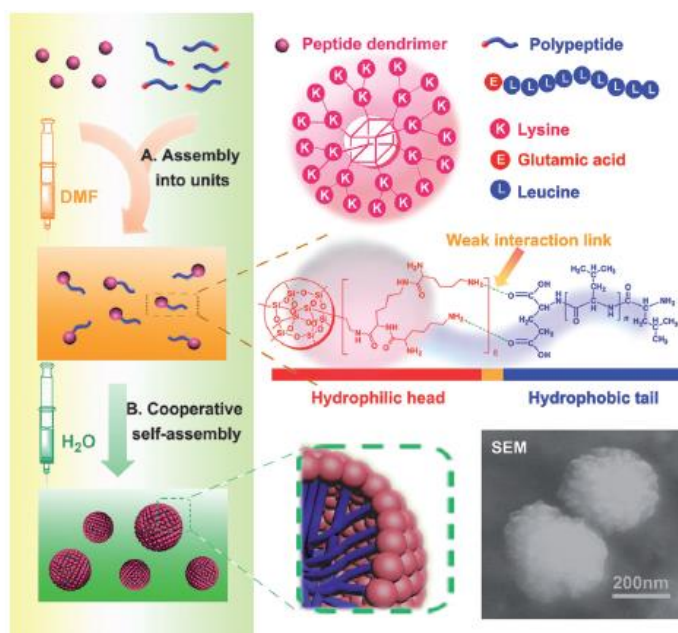 Peptide dendrimer
Polypeptide
E L L L L L L L L L L
K K K K K K K K K K K K K K K K K K K K K K K K
K Lysine
E Glutamic acid
L Leucine
A. Assembly
into units
DMF
Weak interaction link
Hydrophilic head
Hydrophobic tail
B. Cooperative
self-assembly
H₂O
SEM
200nm